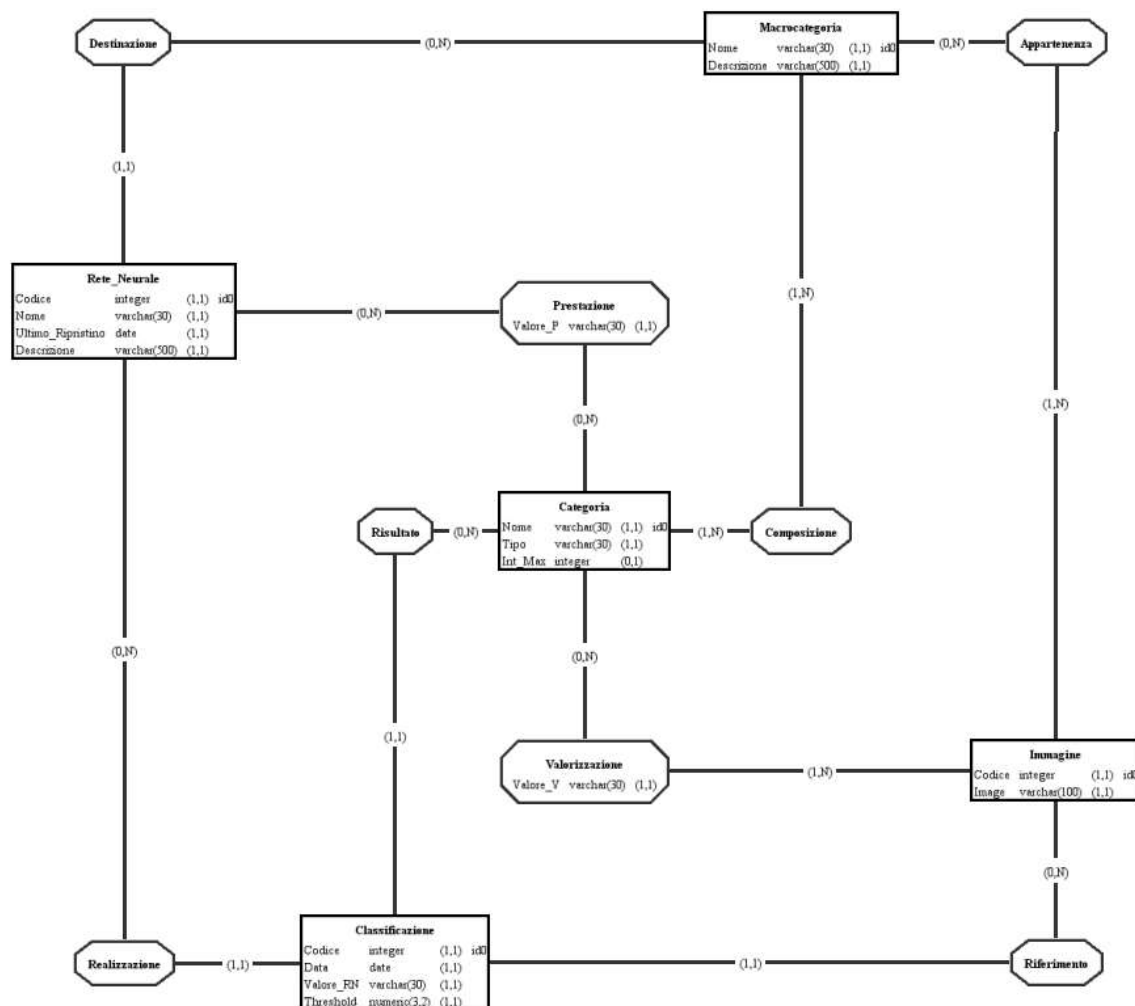 Destinazione
(0,N)
Macrocategoria
Nome varchar(30) (1,1) id0
Descrizione varchar(500) (1,1)
(0,N)
Appartenenza
(1,1)
(1,N)
(1,N)
Rete_Neurale
Codice integer (1,1) id0
Nome varchar(30) (1,1)
Ultimo_Ripristino date (1,1)
Descrizione varchar(500) (1,1)
(0,N)
Prestazione
Valore_P varchar(30) (1,1)
(0,N)
Risultato
(0,N)
Categoria
Nome varchar(30) (1,1) id0
Tipo varchar(30) (1,1)
Int_Max integer (0,1)
(1,N)
Composizione
(0,N)
(0,N)
(1,1)
Valorizzazione
Valore_V varchar(30) (1,1)
(1,N)
Immagine
Codice integer (1,1) id0
Image varchar(100) (1,1)
(0,N)
Realizzazione
(1,1)
Classificazione
Codice integer (1,1) id0
Data date (1,1)
Valore_RN varchar(30) (1,1)
Threshold numeric(3,2) (1,1)
(1,1)
Riferimento